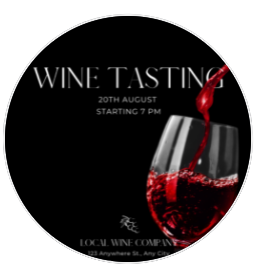 WINE TASTING
20TH AUGUST
STARTING 7 PM
LOCAL WINE COMPANY
123 Anywhere St., Any City